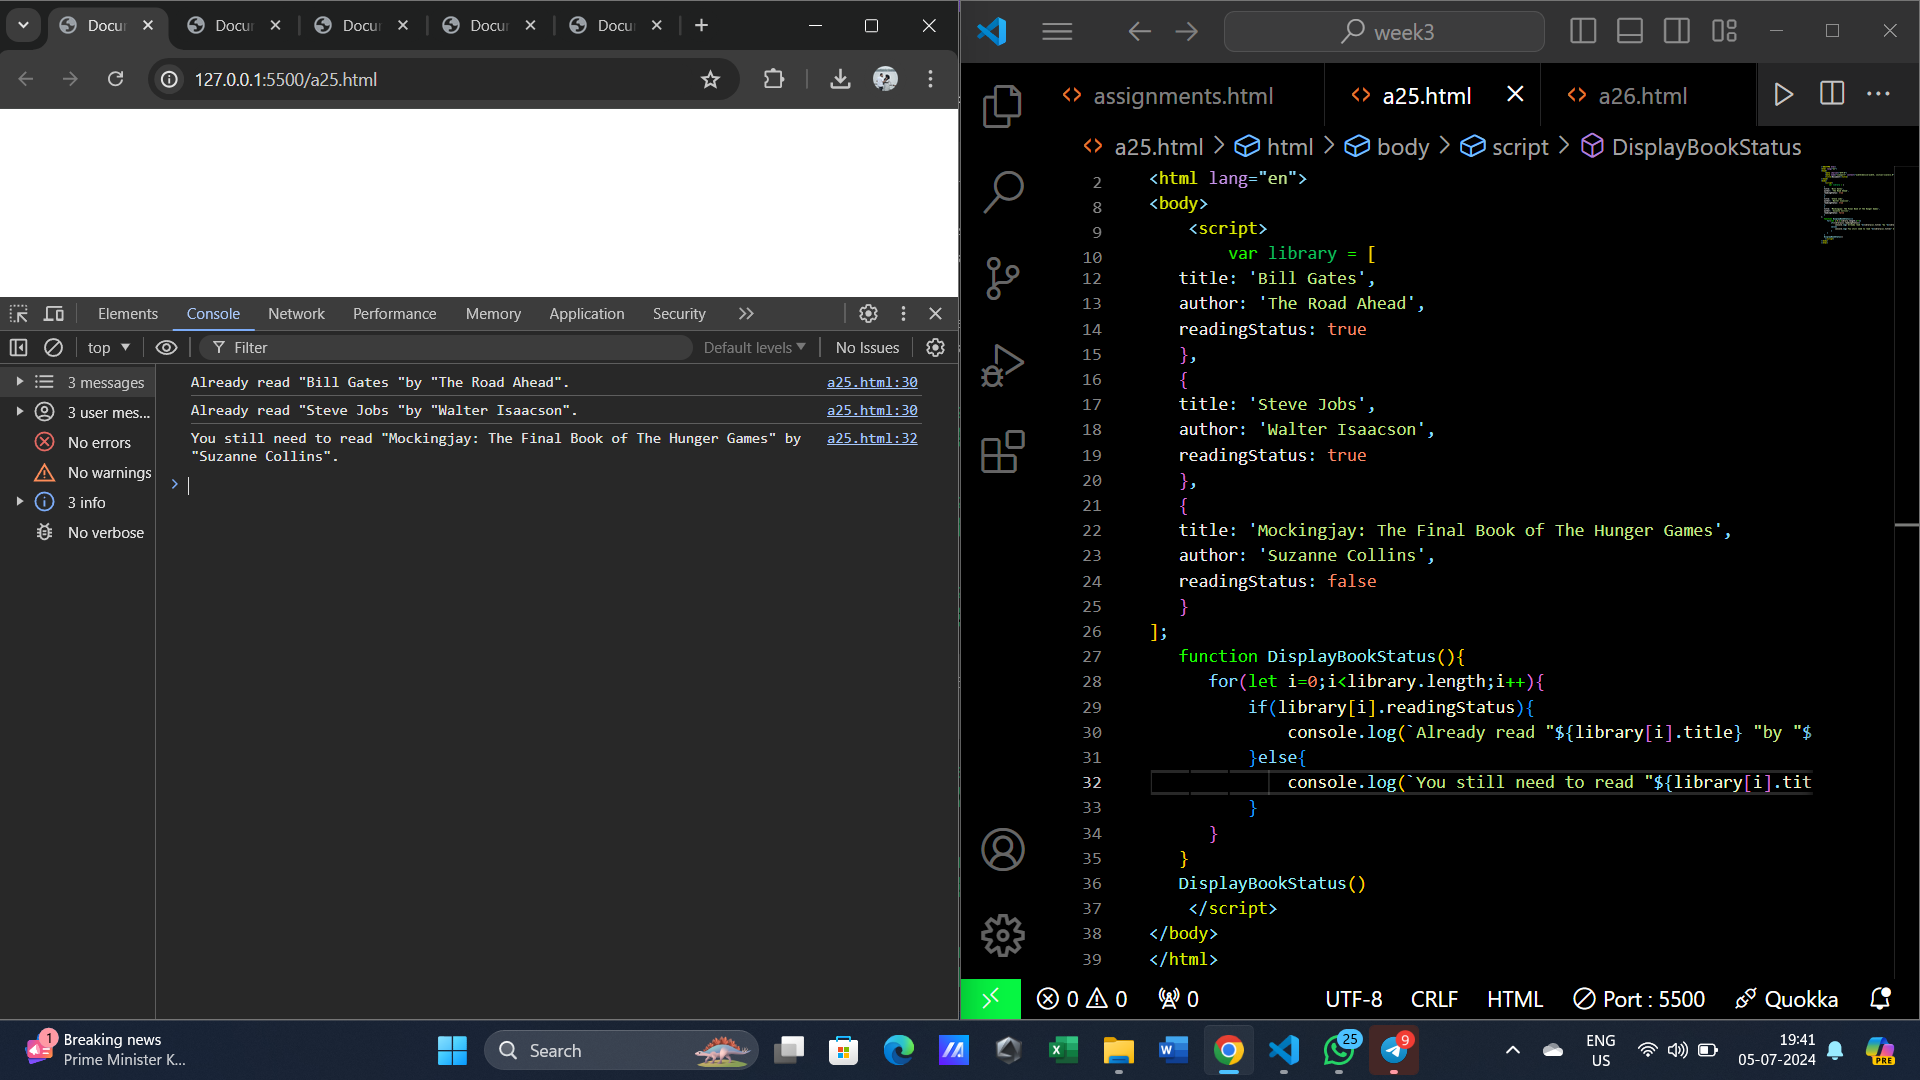 Docu
Docu
Docu
Docu
Docu
127.0.0.1:5500/a25.html
Elements
Console
Network
Performance
Memory
Application
Security
top
Filter
Default levels
No Issues
3 messages
3 user mes...
No errors
No warnings
3 info
No verbose
Already read "Bill Gates "by "The Road Ahead".
a25.html:30
Already read "Steve Jobs "by "Walter Isaacson".
a25.html:30
You still need to read "Mockingjay: The Final Book of The Hunger Games" by
a25.html:32
"Suzanne Collins".
week3
assignments.html
a25.html
a26.html
a25.html > html > body > script > DisplayBookStatus
2 <html lang="en">
8 <body>
9 <script>
10 var library = [
12 title: 'Bill Gates',
13 author: 'The Road Ahead',
14 readingStatus: true
15 },
16 {
17 title: 'Steve Jobs',
18 author: 'Walter Isaacson',
19 readingStatus: true
20 },
21 {
22 title: 'Mockingjay: The Final Book of The Hunger Games',
23 author: 'Suzanne Collins',
24 readingStatus: false
25 }
26 ];
27 function DisplayBookStatus(){
28 for(let i=0;i<library.length;i++){
29 if(library[i].readingStatus){
30 console.log(`Already read "${library[i].title} "by "$
31 }else{
32 console.log(`You still need to read "${library[i].tit
33 }
34 }
35 }
36 DisplayBookStatus()
37 </script>
38 </body>
39 </html>
0
0
0
UTF-8
CRLF
HTML
Port : 5500
Quokka
1
Breaking news
Prime Minister K...
Search
25
9
ENG
US
19:41
05-07-2024
PRE